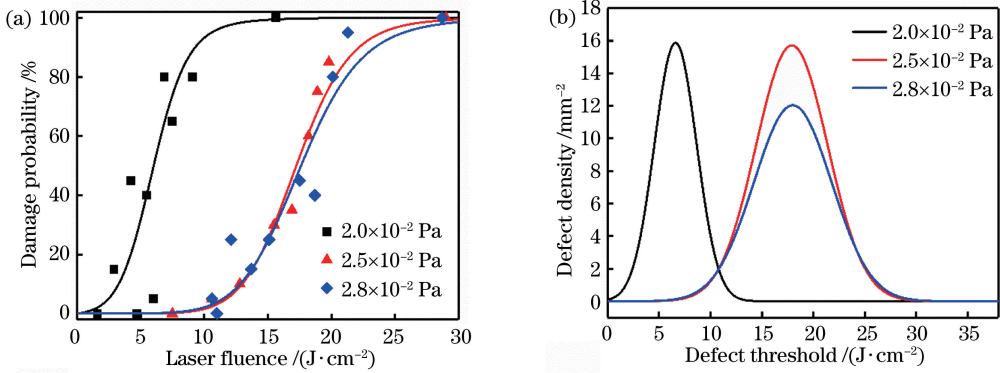 (a)
Damage probability /%
100
80
60
40
20
0
0 5 10 15 20 25 30
Laser fluence /(J·cm⁻²)
2.0×10⁻² Pa
2.5×10⁻² Pa
2.8×10⁻² Pa
(b)
Defect density /mm⁻²
18
16
14
12
10
8
6
4
2
0
0 5 10 15 20 25 30 35
Defect threshold /(J·cm⁻²)
2.0×10⁻² Pa
2.5×10⁻² Pa
2.8×10⁻² Pa